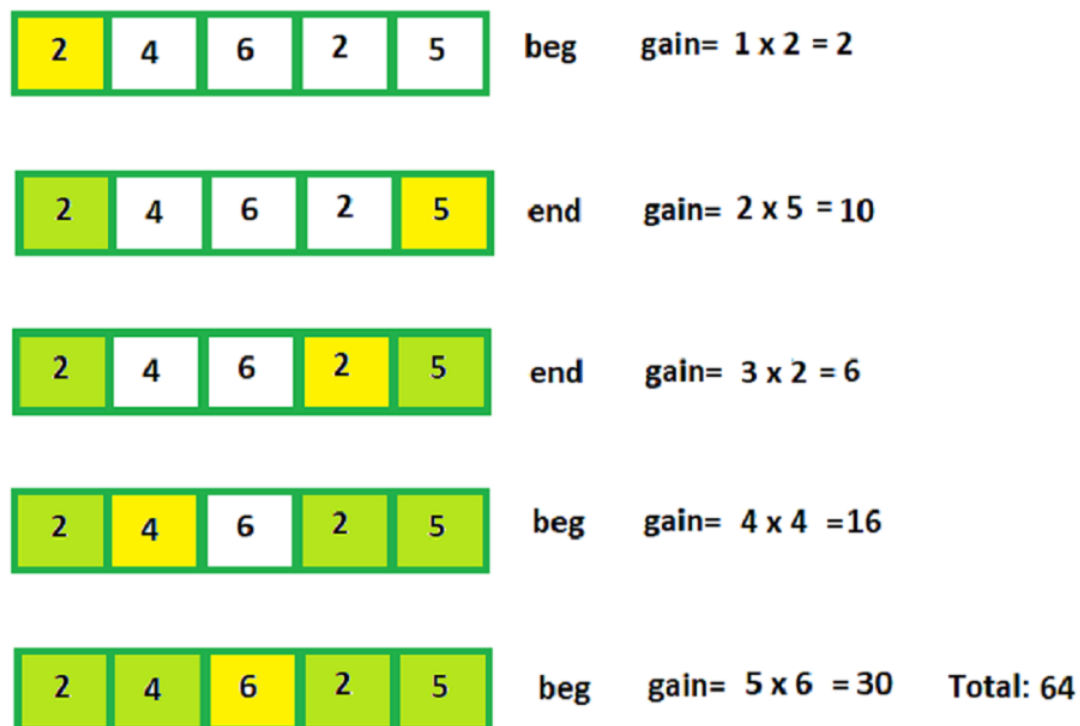 2 4 6 2 5 beg gain= 1 x 2 = 2
2 4 6 2 5 end gain= 2 x 5 = 10
2 4 6 2 5 end gain= 3 x 2 = 6
2 4 6 2 5 beg gain= 4 x 4 =16
2 4 6 2 5 beg gain= 5 x 6 = 30 Total: 64